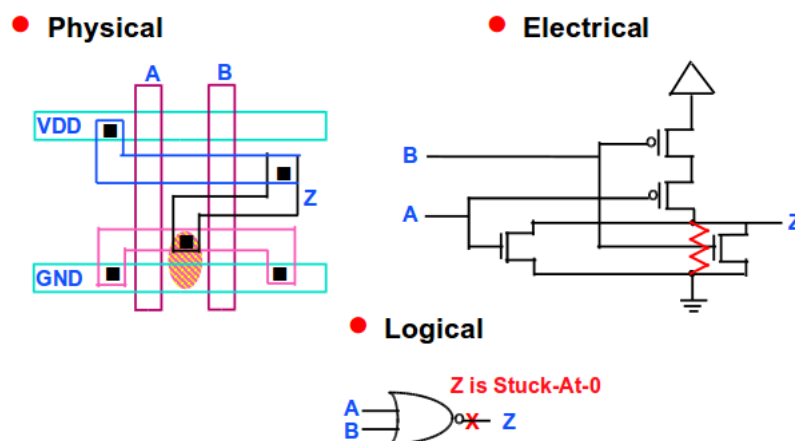 Physical
Electrical
A B
VDD
Z
GND
B
A
Z
Logical
Z is Stuck-At-0
A
B
X
Z